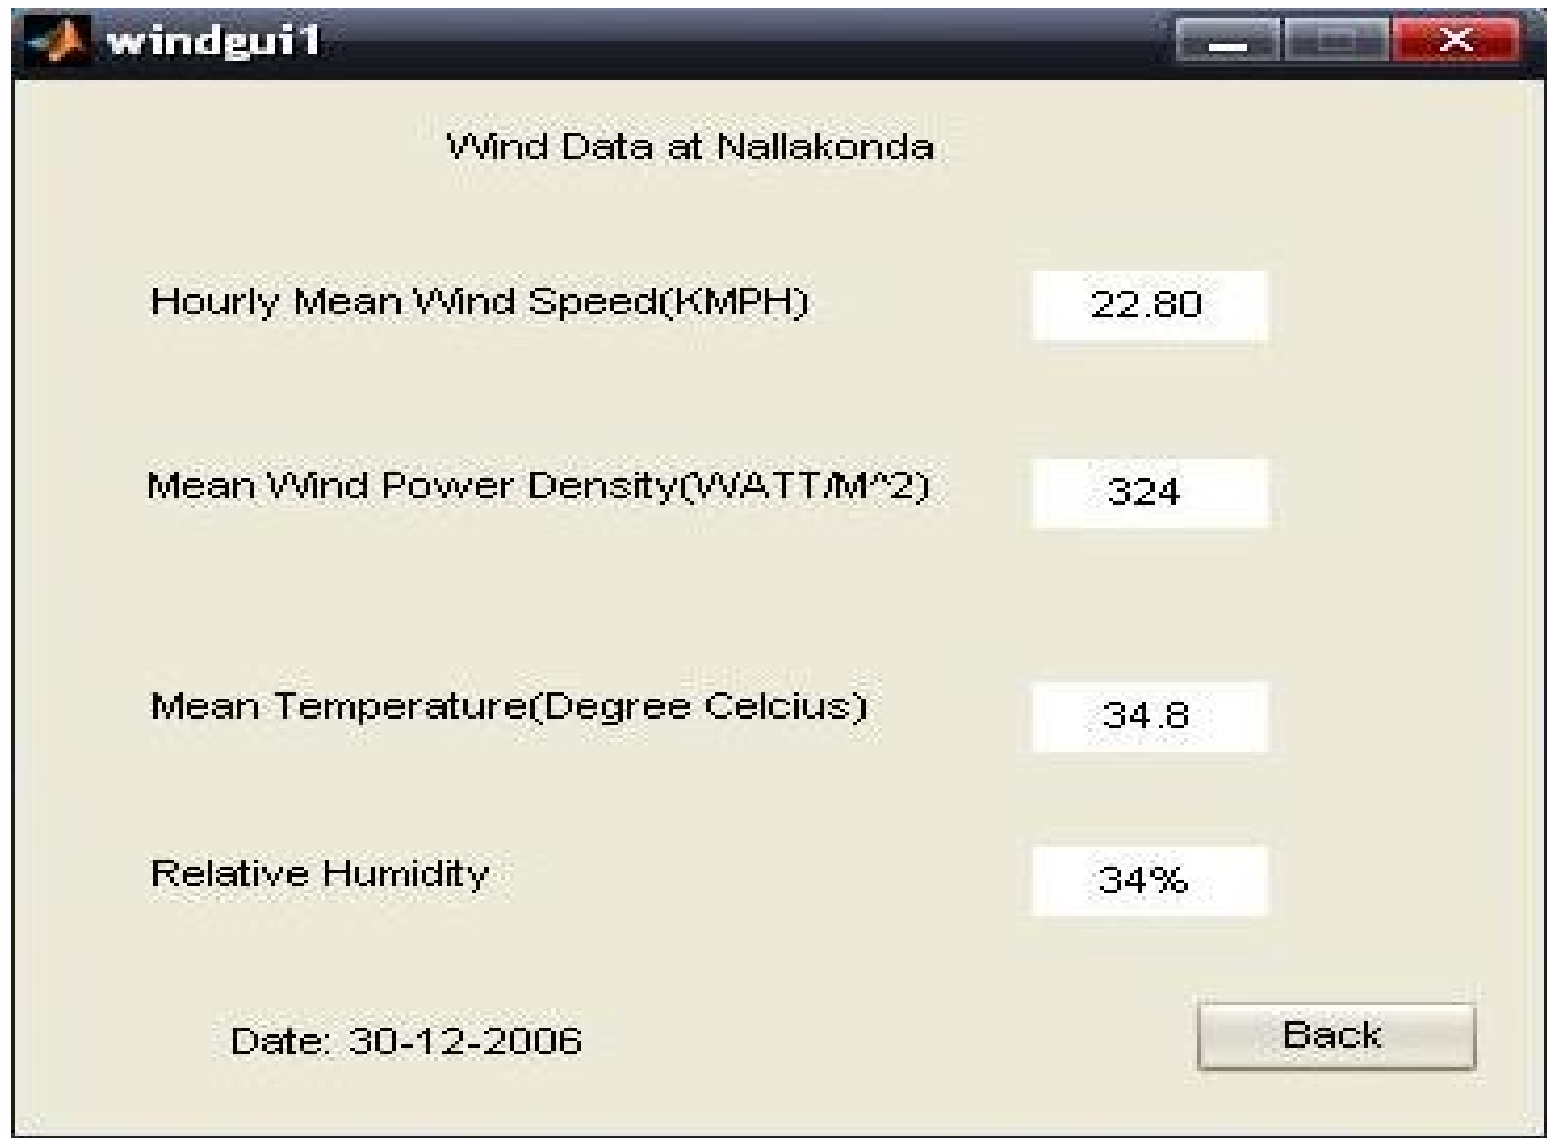 windgui1
Wind Data at Nallakonda
Hourly Mean Wind Speed(KMPH) 22.80
Mean Wind Power Density(WATT/M^2) 324
Mean Temperature(Degree Celcius) 34.8
Relative Humidity 34%
Date: 30-12-2006 Back